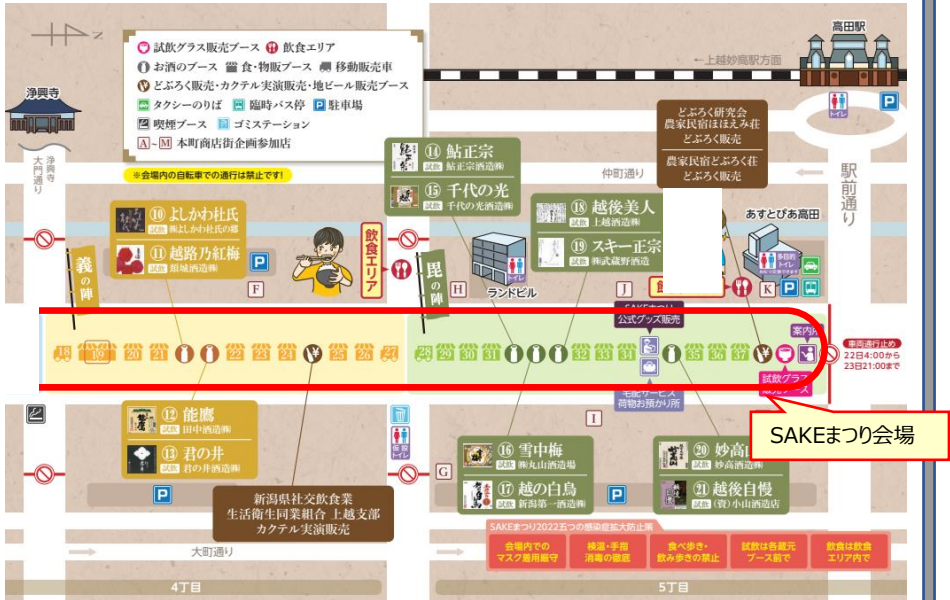 高田駅
←上越妙高駅方面
N
浄興寺
浄興寺
大門通り
試飲グラス販売ブース 飲食エリア
お酒のブース 食・物販ブース 移動販売車
どぶろく販売・カクテル実演販売・地ビール販売ブース
タクシーのりば 臨時バス停 P 駐車場
喫煙ブース ゴミステーション
A~M 本町商店街企画参加店
※会場内の自転車での通行は禁止です!
トイレ
P
どぶろく研究会
農家民宿ほほえみ荘
どぶろく販売
農家民宿どぶろく荘
どぶろく販売
⑭ 鮎正宗
試飲 鮎正宗酒造㈱
⑮ 千代の光
試飲 千代の光酒造㈱
仲町通り
駅前通り
⑩ よしかわ杜氏
試飲 ㈱よしかわ杜氏の郷
⑪ 越路乃紅梅
試飲 頚城酒造㈱
⑱ 越後美人
試飲 上越酒造㈱
⑲ スキー正宗
試飲 ㈱武蔵野酒造
あすとぴあ高田
多目的
トイレ
P
義の陣
P
F
飲食エリア
毘の陣
H
トイレ
ランドビル
J
K
P
SAKEまつり
公式グッズ販売
案内所
18 19 20 21 22 23 24 25 26 27 28 29 30 31 32 33 34 35 36 37
車両通行止め
22日4:00から
23日21:00まで
試飲グラス
販売ブース
宅配サービス
荷物お預かり所
SAKEまつり会場
I
G
仮設
トイレ
⑫ 能鷹
試飲 田中酒造㈱
⑬ 君の井
試飲 君の井酒造㈱
⑯ 雪中梅
試飲 ㈱丸山酒造場
⑰ 越の白鳥
試飲 新潟第一酒造㈱
⑳ 妙高
試飲 妙高酒造㈱
㉑ 越後自慢
試飲 (資)小山酒造店
P
P
新潟県社交飲食業
生活衛生同業組合 上越支部
カクテル実演販売
SAKEまつり2022五つの感染症拡大防止策
会場内での
マスク着用厳守
検温・手指
消毒の徹底
食べ歩き・
飲み歩きの禁止
試飲は各蔵元
ブース前で
飲食は飲食
エリア内で
大町通り
4丁目
5丁目